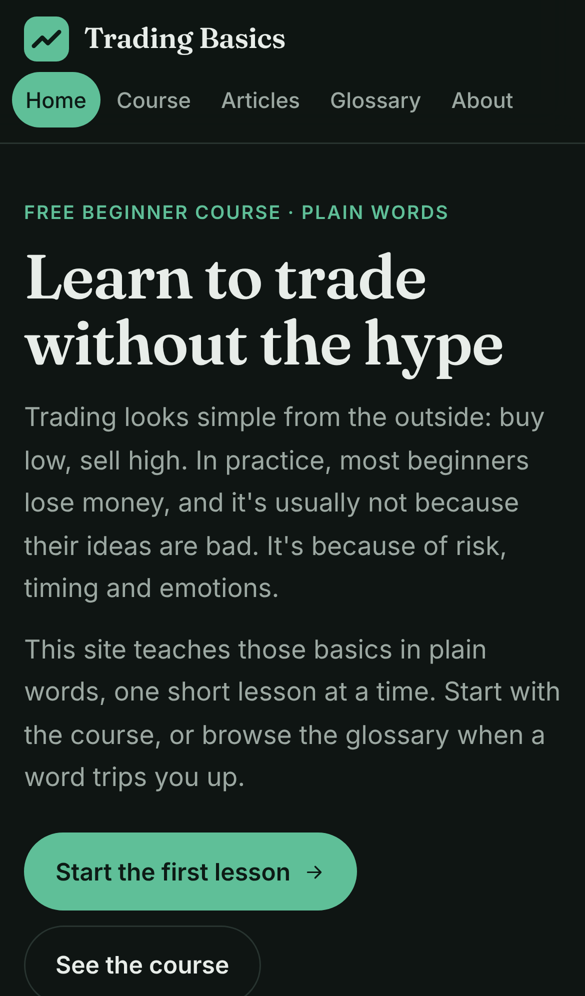 Trading Basics
Home Course Articles Glossary About
FREE BEGINNER COURSE · PLAIN WORDS
Learn to trade
without the hype
Trading looks simple from the outside: buy
low, sell high. In practice, most beginners
lose money, and it's usually not because
their ideas are bad. It's because of risk,
timing and emotions.
This site teaches those basics in plain
words, one short lesson at a time. Start with
the course, or browse the glossary when a
word trips you up.
Start the first lesson →
See the course